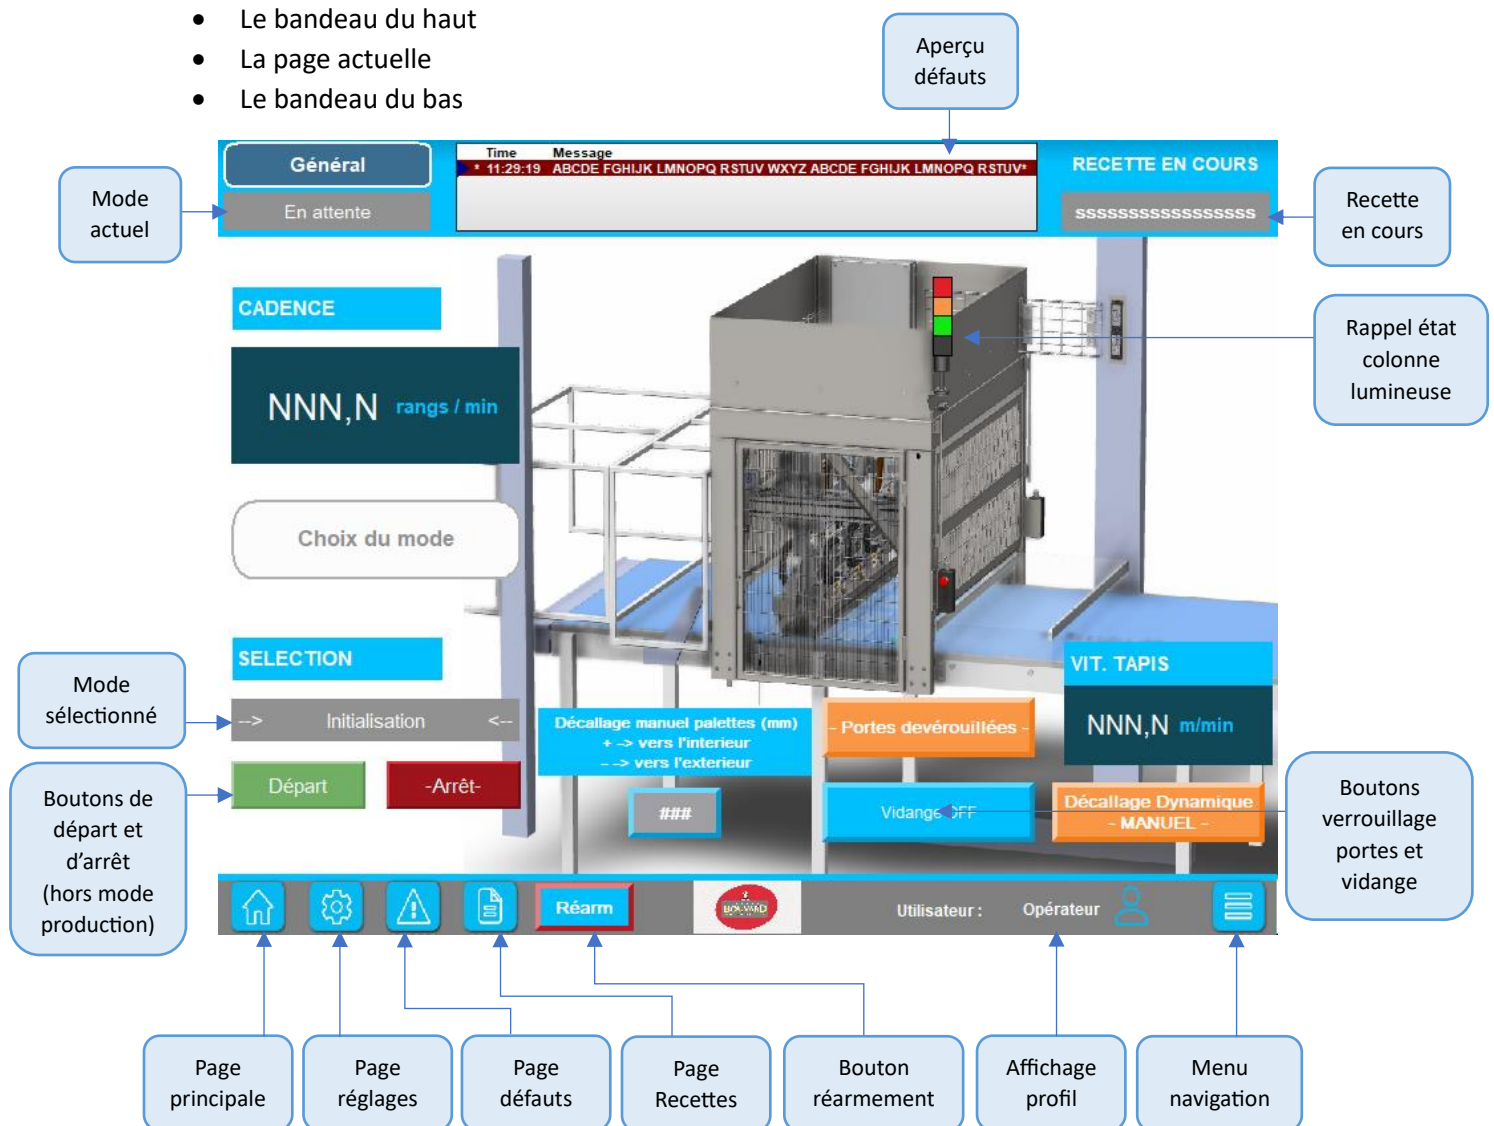 • Le bandeau du haut
• La page actuelle
• Le bandeau du bas
Aperçu
défauts
Général
En attente
Time Message
* 11:29:19 ABCDE FGHIJK LMNOPQ RSTUV WXYZ ABCDE FGHIJK LMNOPQ RSTUV*
RECETTE EN COURS
sssssssssssssssss
Mode
actuel
Recette
en cours
CADENCE
NNN,N rangs / min
Rappel état
colonne
lumineuse
Choix du mode
SELECTION
--> Initialisation <--
Départ
-Arrêt-
Mode
sélectionné
Boutons de
départ et
d'arrêt
(hors mode
production)
Décallage manuel palettes (mm)
+ --> vers l'interieur
- --> vers l'exterieur
###
- Portes devérouillées -
Vidange OFF
VIT. TAPIS
NNN,N m/min
Décallage Dynamique
- MANUEL -
Boutons
verrouillage
portes et
vidange
Réarm
BOUVARD
Utilisateur : Opérateur
Page
principale
Page
réglages
Page
défauts
Page
Recettes
Bouton
réarmement
Affichage
profil
Menu
navigation